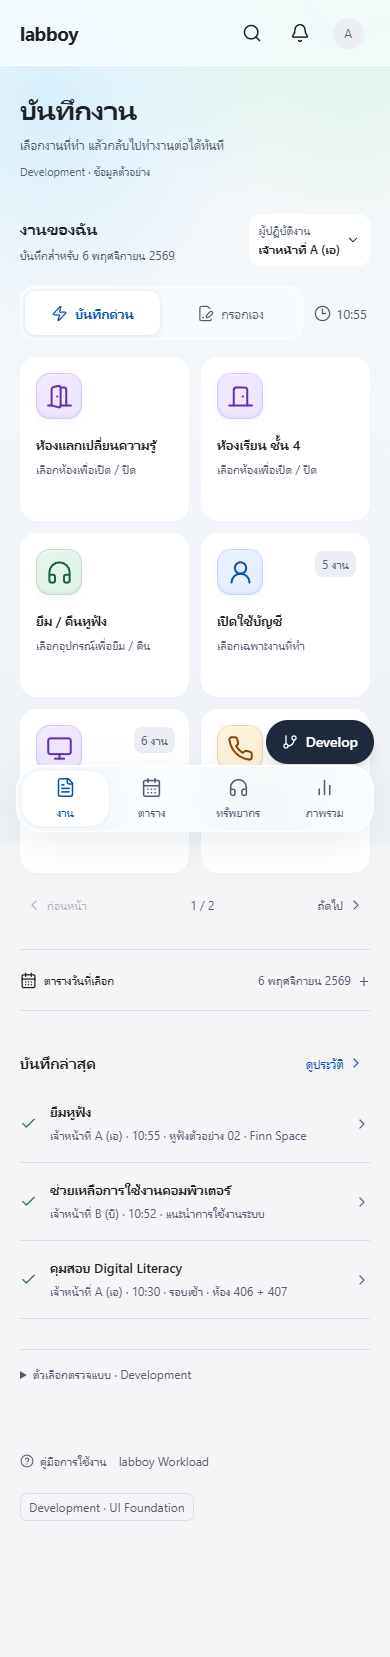 labboy
A
บันทึกงาน
เลือกงานที่ทำ แล้วกลับไปทำงานต่อได้ทันที
Development · ข้อมูลตัวอย่าง
งานของฉัน
บันทึกสำหรับ 6 พฤศจิกายน 2569
ผู้ปฏิบัติงาน
เจ้าหน้าที่ A (เอ)
บันทึกด่วน
กรอกเอง
10:55
ห้องแลกเปลี่ยนความรู้
เลือกห้องเพื่อเปิด / ปิด
ห้องเรียน ชั้น 4
เลือกห้องเพื่อเปิด / ปิด
ยืม / คืนหูฟัง
เลือกอุปกรณ์เพื่อยืม / คืน
5 งาน
เปิดใช้บัญชี
เลือกเฉพาะงานที่ทำ
6 งาน
Develop
งาน
ตาราง
ทรัพยากร
ภาพรวม
ก่อนหน้า
1 / 2
ถัดไป
ตารางวันที่เลือก
6 พฤศจิกายน 2569
บันทึกล่าสุด
ดูประวัติ
ยืมหูฟัง
เจ้าหน้าที่ A (เอ) · 10:55 · หูฟังตัวอย่าง 02 · Finn Space
ช่วยเหลือการใช้งานคอมพิวเตอร์
เจ้าหน้าที่ B (บี) · 10:52 · แนะนำการใช้งานระบบ
คุมสอบ Digital Literacy
เจ้าหน้าที่ A (เอ) · 10:30 · รอบเช้า · ห้อง 406 + 407
ตัวเลือกตรวจแบบ · Development
คู่มือการใช้งาน
labboy Workload
Development · UI Foundation